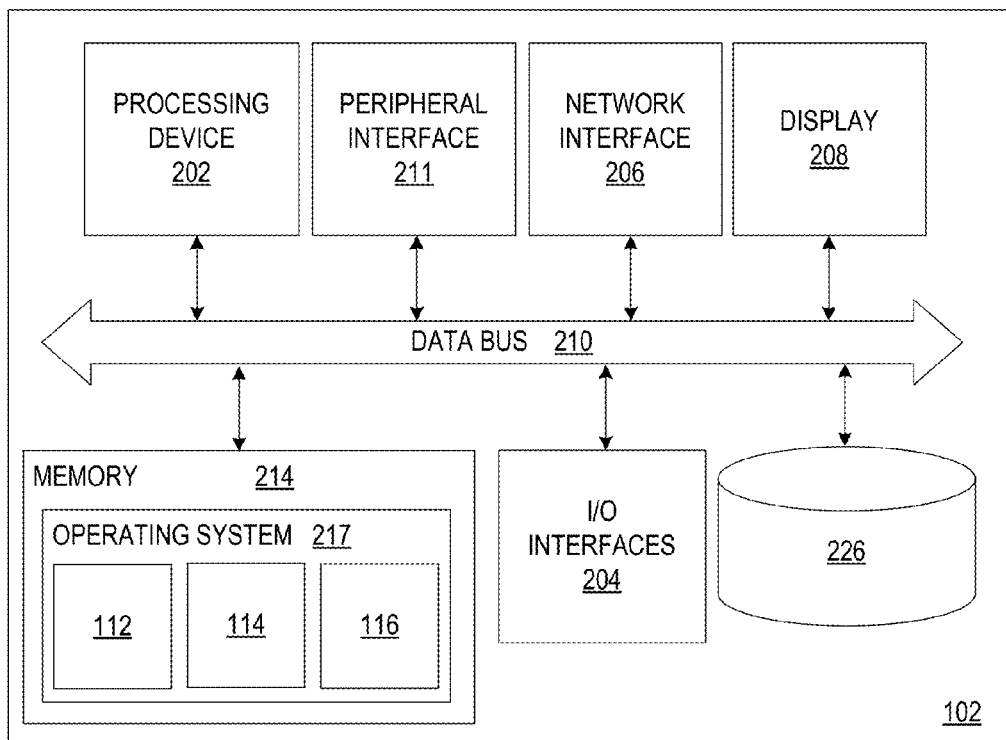 PROCESSING
DEVICE
202
PERIPHERAL
INTERFACE
211
NETWORK
INTERFACE
206
DISPLAY
208
DATA BUS 210
MEMORY 214
OPERATING SYSTEM 217
112
114
116
I/O
INTERFACES
204
226
102